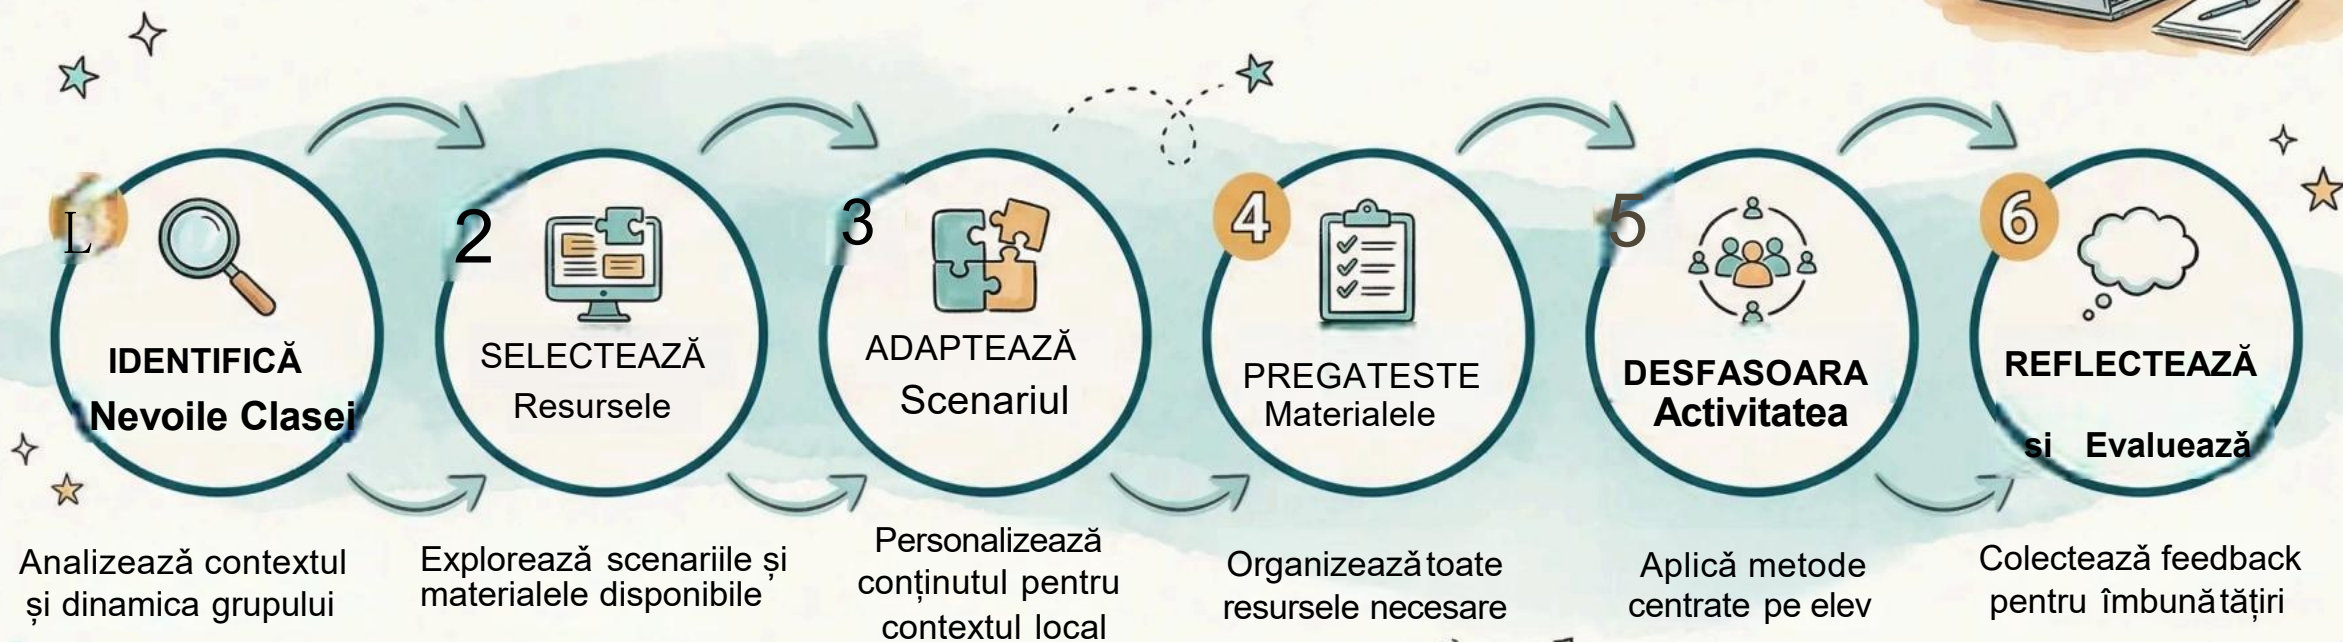 L
IDENTIFICĂ
Nevoile Clasei
Analizează contextul
și dinamica grupului
2
SELECTEAZĂ
Resursele
Explorează scenariile și
materialele disponibile
3
ADAPTEAZĂ
Scenariul
Personalizează
conținutul pentru
contextul local
4
PREGATESTE
Materialele
Organizează toate
resursele necesare
5
DESFASOARA
Activitatea
Aplică metode
centrate pe elev
6
REFLECTEAZĂ
si Evaluează
Colectează feedback
pentru îmbunătățiri